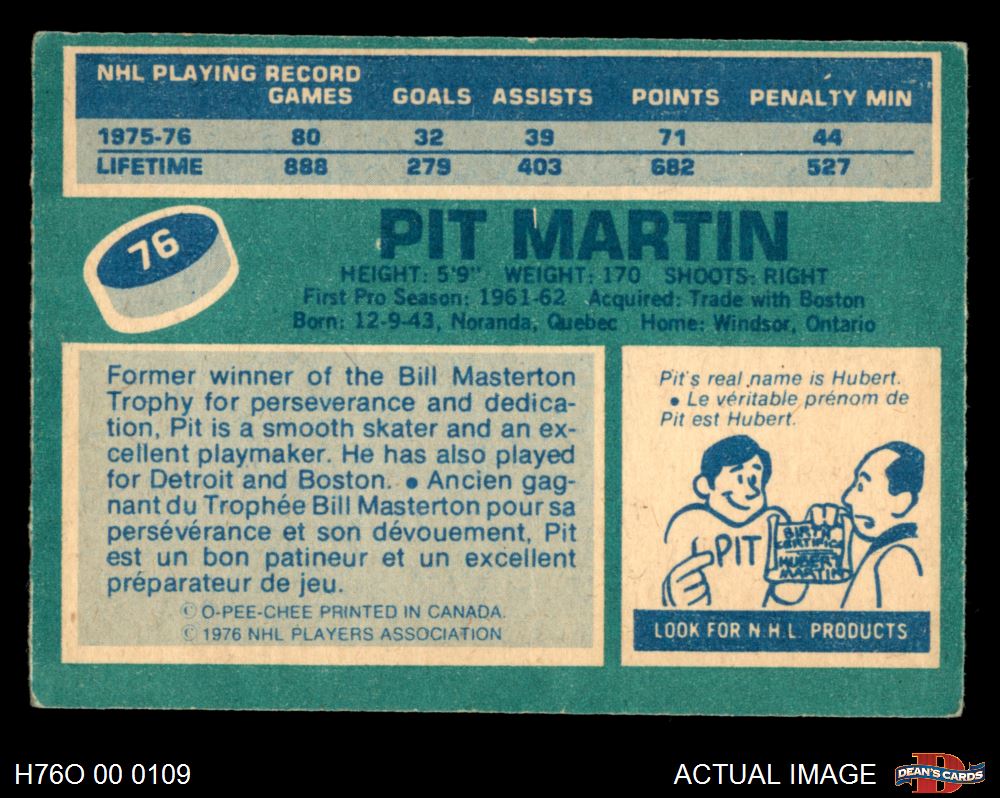 NHL PLAYING RECORD
GAMES GOALS ASSISTS POINTS PENALTY MIN
1975-76 80 32 39 71 44
LIFETIME 888 279 403 682 527
76
PIT MARTIN
HEIGHT: 5'9" WEIGHT: 170 SHOOTS: RIGHT
First Pro Season: 1961-62 Acquired: Trade with Boston
Born: 12-9-43, Noranda, Quebec Home: Windsor, Ontario
Former winner of the Bill Masterton
Trophy for perseverance and dedica-
tion, Pit is a smooth skater and an ex-
cellent playmaker. He has also played
for Detroit and Boston. • Ancien gag-
nant du Trophée Bill Masterton pour sa
persévérance et son dévouement, Pit
est un bon patineur et un excellent
préparateur de jeu.
© O-PEE-CHEE PRINTED IN CANADA.
© 1976 NHL PLAYERS ASSOCIATION
Pit's real name is Hubert.
• Le véritable prénom de
Pit est Hubert.
PIT
BIRTH
CERTIFICATE
HUBERT
MARTIN
LOOK FOR N.H.L. PRODUCTS
H76O 00 0109
ACTUAL IMAGE
D
DEAN'S CARDS